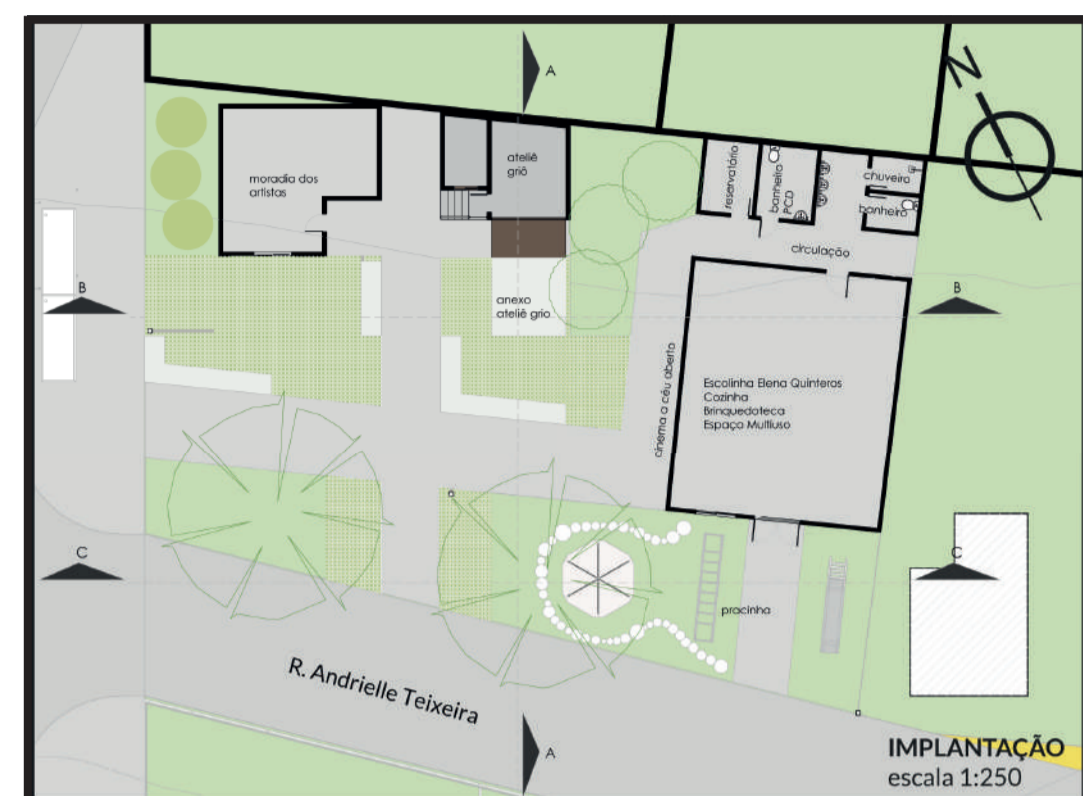 A
N
moradia dos
artistas
ateliê
griô
reservatório
banheiro
PCD
chuveiro
banheiro
circulação
B
B
anexo
ateliê grio
cinema a céu aberto
Escolinha Elena Quinteros
Cozinha
Brinquedoteca
Espaço Multiuso
C
C
pracinha
R. Andrielle Teixeira
A
IMPLANTAÇÃO
escala 1:250